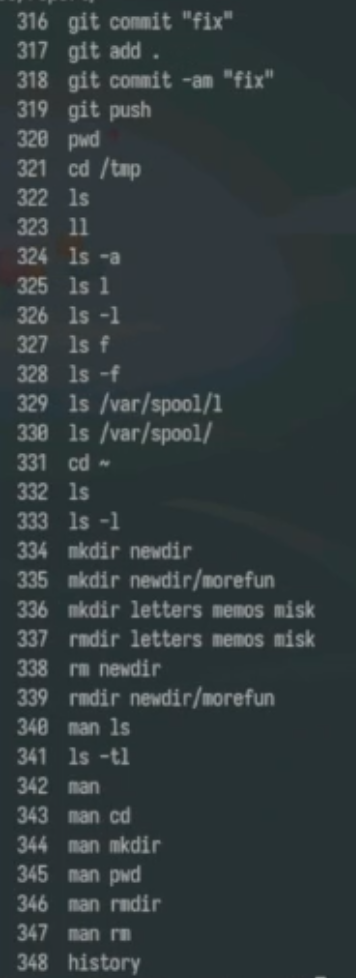 316 git commit "fix"
317 git add .
318 git commit -am "fix"
319 git push
320 pwd
321 cd /tmp
322 ls
323 ll
324 ls -a
325 ls l
326 ls -l
327 ls f
328 ls -f
329 ls /var/spool/l
330 ls /var/spool/
331 cd ~
332 ls
333 ls -l
334 mkdir newdir
335 mkdir newdir/morefun
336 mkdir letters memos misk
337 rmdir letters memos misk
338 rm newdir
339 rmdir newdir/morefun
340 man ls
341 ls -tl
342 man
343 man cd
344 man mkdir
345 man pwd
346 man rmdir
347 man rm
348 history